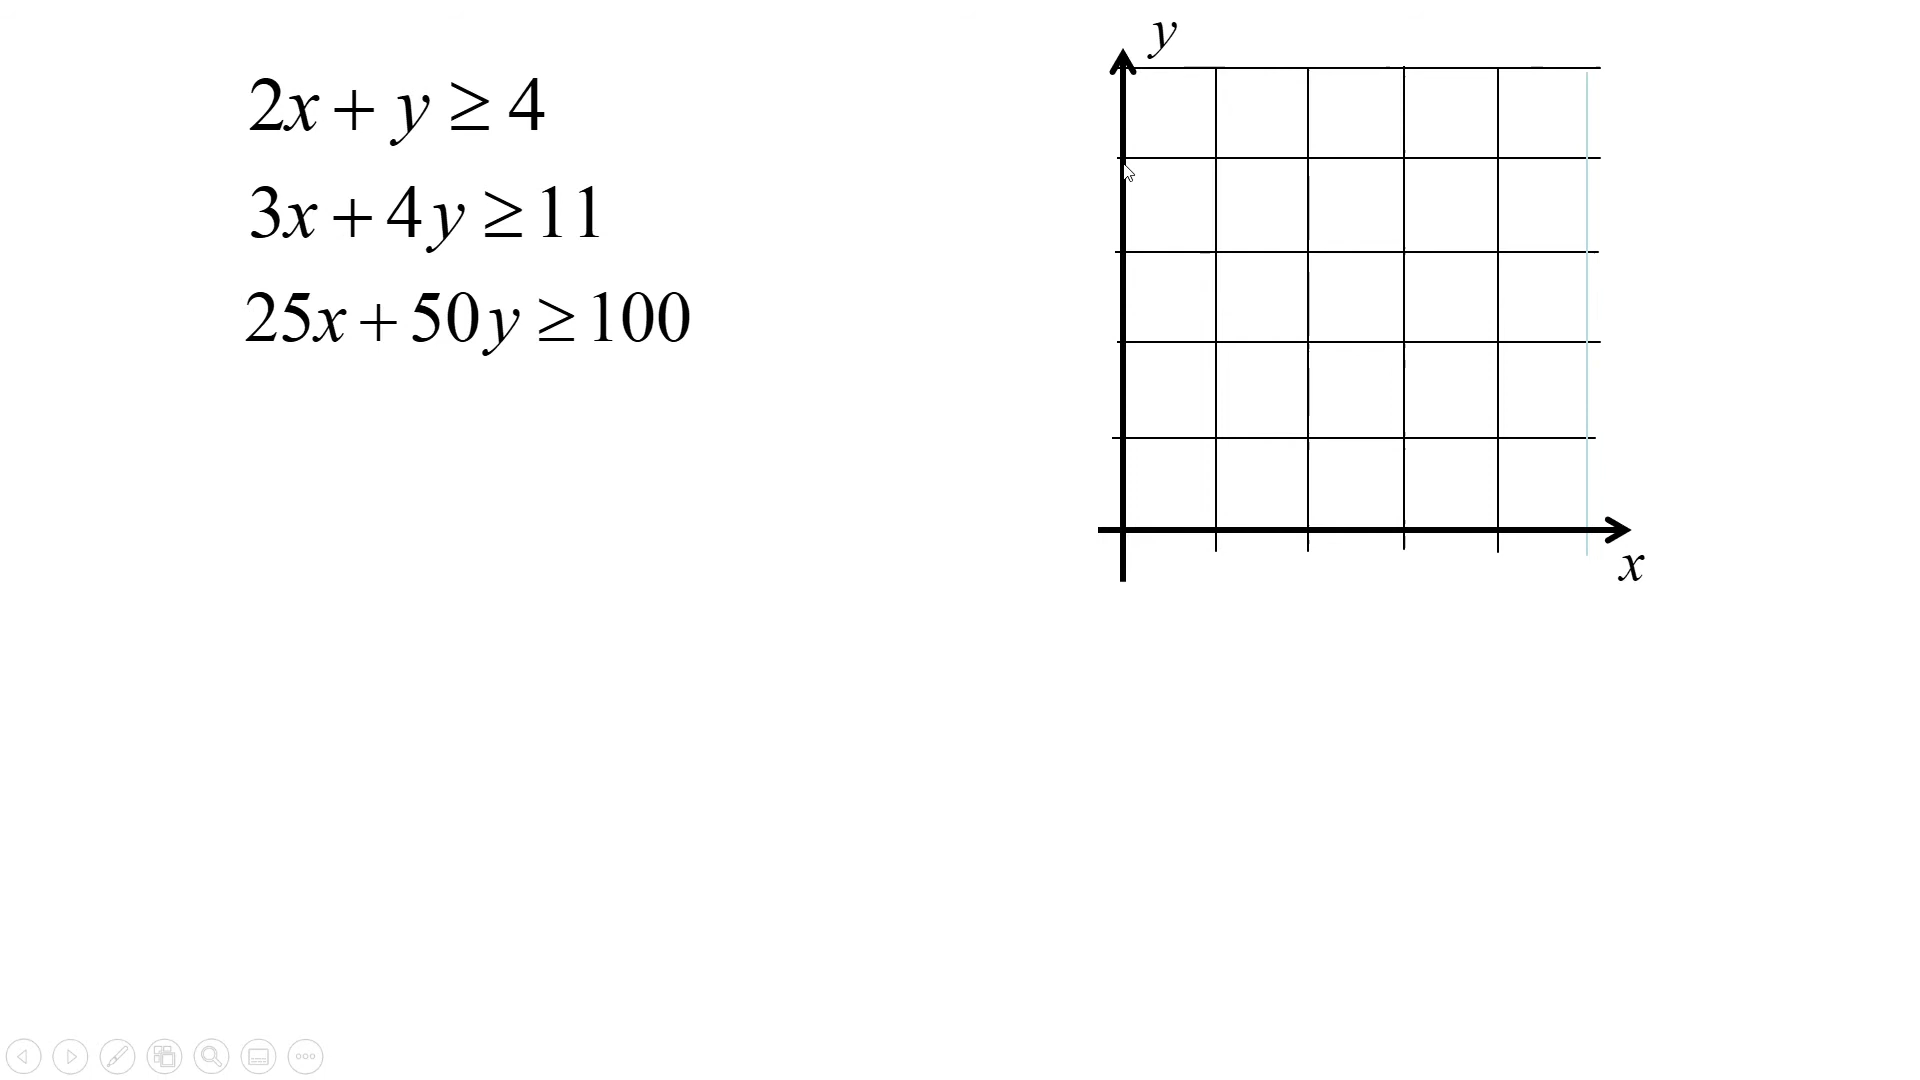 2x + y ≥ 4
3x + 4y ≥ 11
25x + 50y ≥ 100
y
x